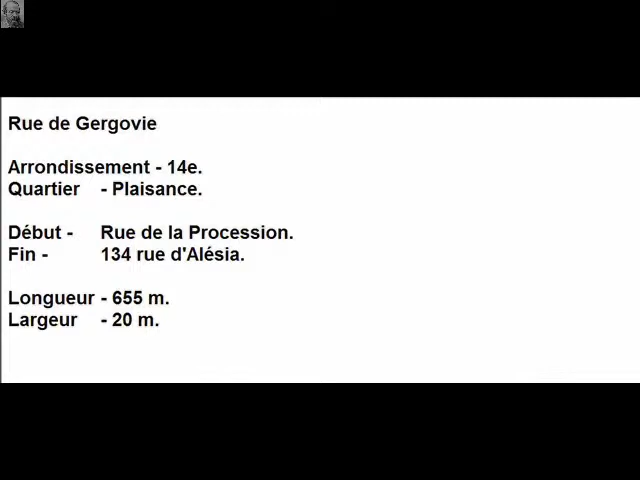 Rue de Gergovie
Arrondissement - 14e.
Quartier - Plaisance.
Début - Rue de la Procession.
Fin - 134 rue d'Alésia.
Longueur - 655 m.
Largeur - 20 m.